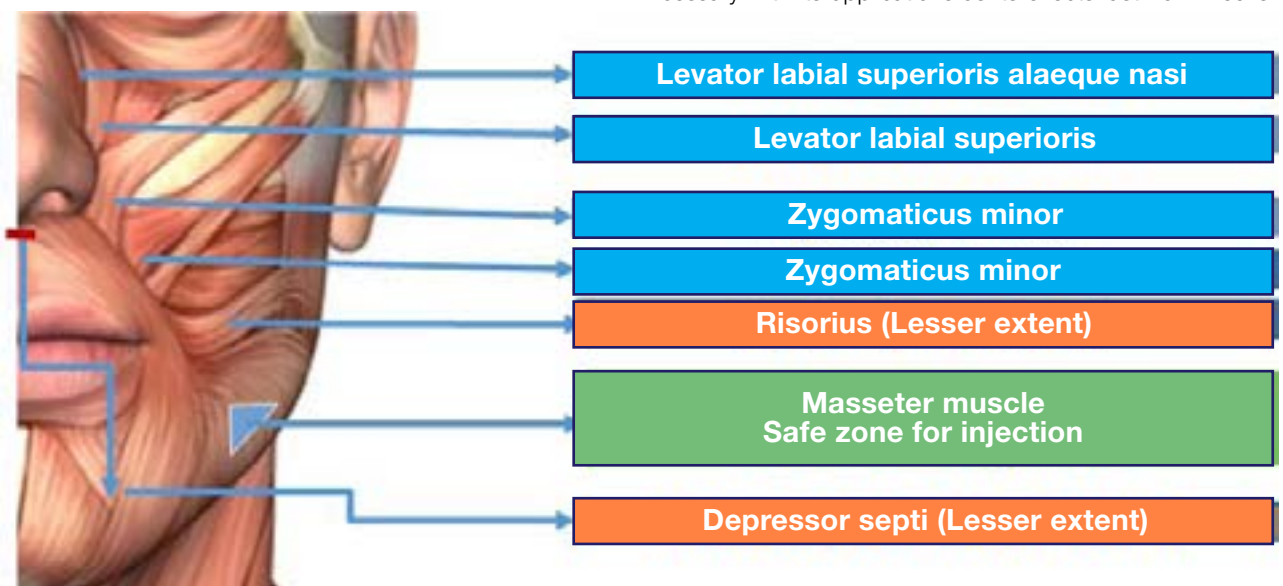 Levator labial superioris alaeque nasi
Levator labial superioris
Zygomaticus minor
Zygomaticus minor
Risorius (Lesser extent)
Masseter muscle
Safe zone for injection
Depressor septi (Lesser extent)